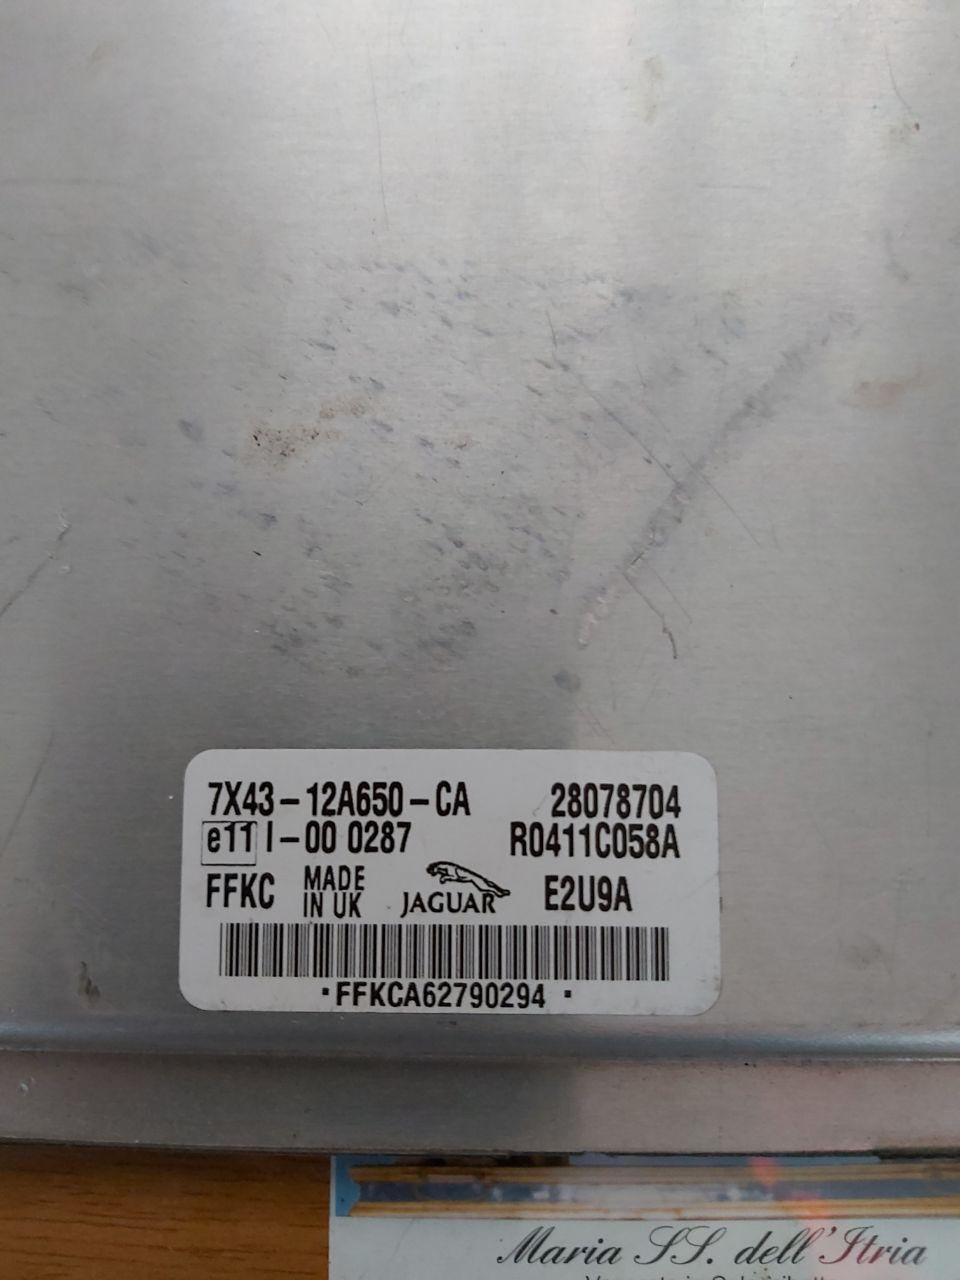 7X43-12A650-CA 28078704
e11 I-00 0287 R0411C058A
FFKC MADE IN UK JAGUAR E2U9A
·FFKCA62790294 ·
Maria SS. dell'Itria